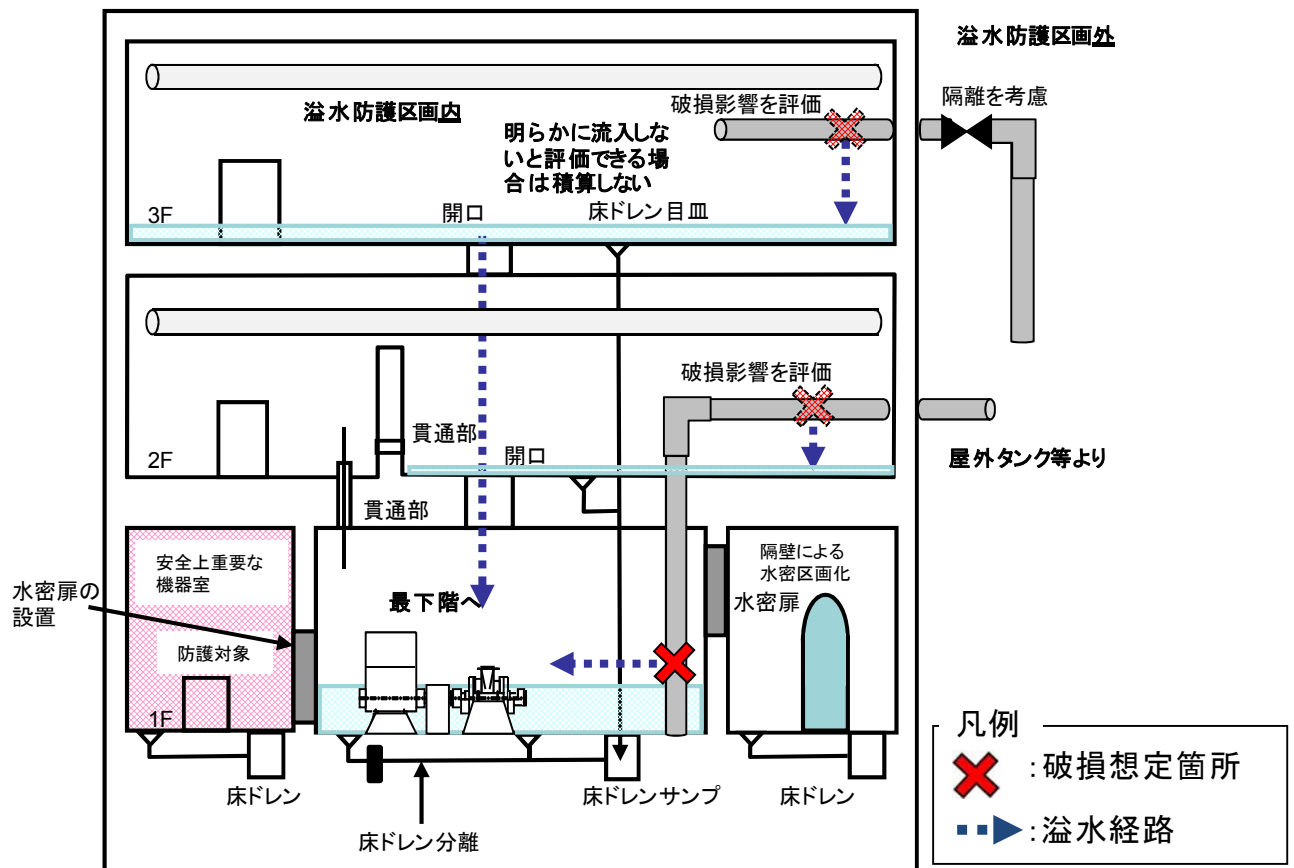 溢水防護区画外
溢水防護区画内
破損影響を評価
隔離を考慮
明らかに流入しな
いと評価できる場
合は積算しない
3F
開口
床ドレン目皿
破損影響を評価
貫通部
開口
2F
屋外タンク等より
貫通部
安全上重要な
機器室
隔壁による
水密区画化
水密扉の
設置
最下階へ
水密扉
防護対象
1F
凡例
:破損想定箇所
:溢水経路
床ドレン
床ドレンサンプ
床ドレン
床ドレン分離